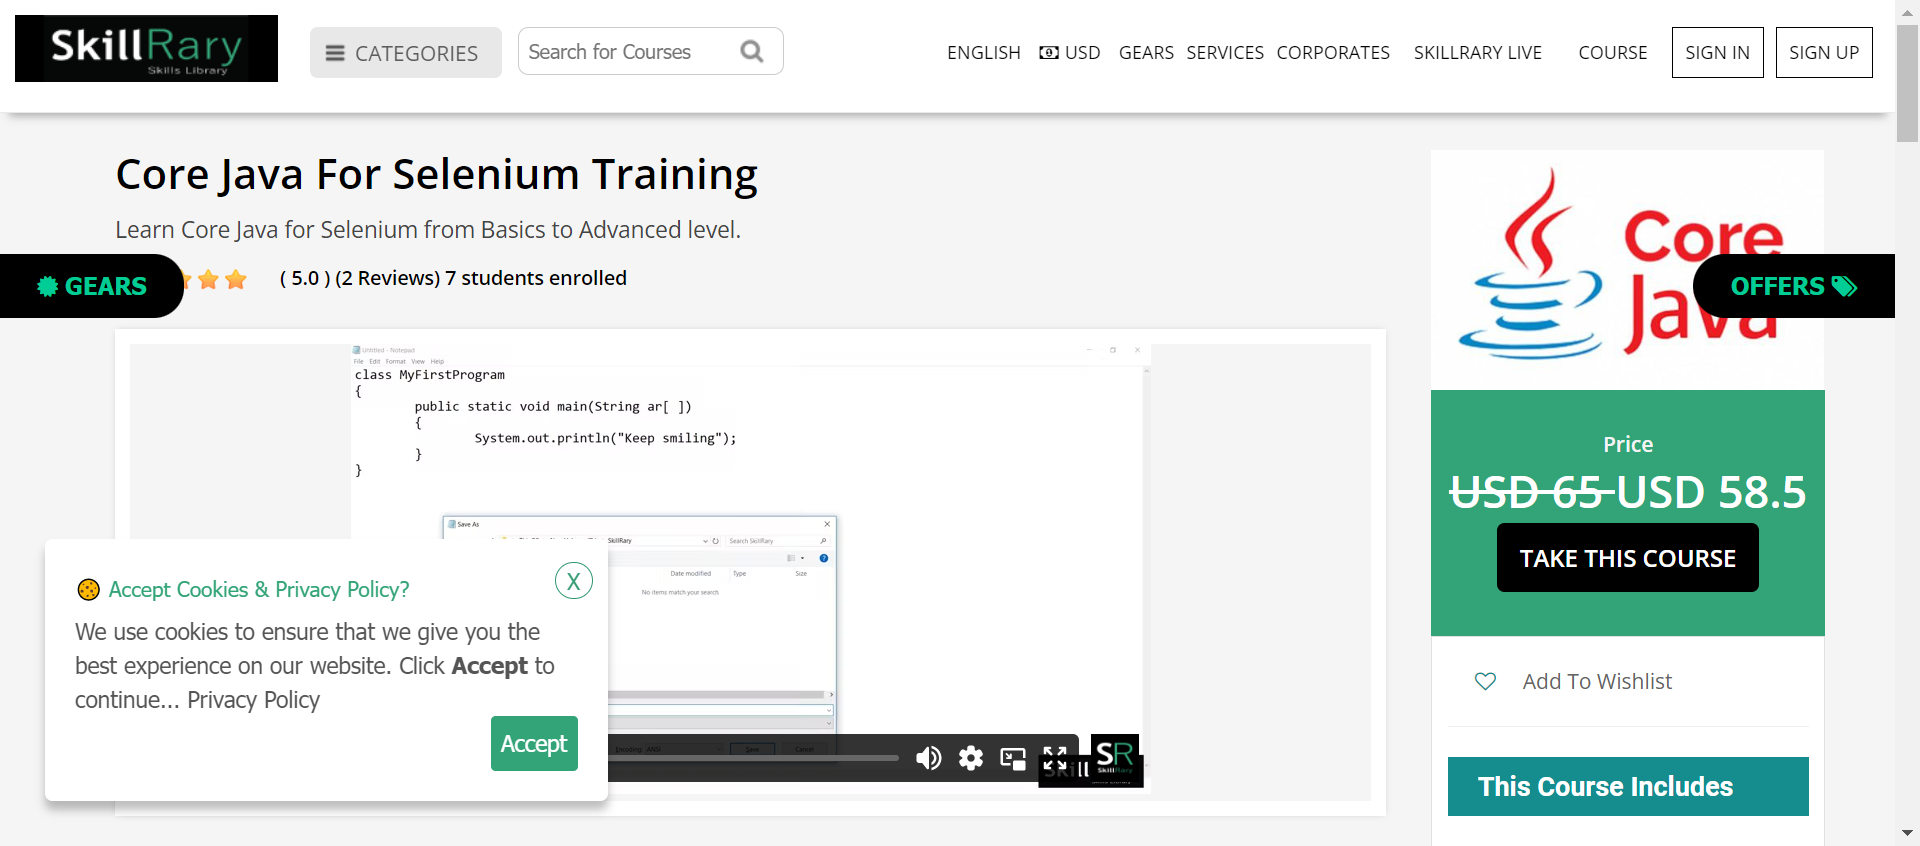 SkillRary
Skills Library
CATEGORIES
Search for Courses
ENGLISH
USD
GEARS
SERVICES
CORPORATES
SKILLRARY LIVE
COURSE
SIGN IN
SIGN UP
Core Java For Selenium Training
Learn Core Java for Selenium from Basics to Advanced level.
( 5.0 ) (2 Reviews) 7 students enrolled
GEARS
OFFERS
Core
Java
Untitled - Notepad
File Edit Format View Help
class MyFirstProgram
{
public static void main(String ar[ ])
{
System.out.println("Keep smiling");
}
}
Save As
SkillRary
Search SkillRary
Date modified Type Size
No items match your search.
Encoding: ANSI
Save
Cancel
SR
SkillRary
Skill
Accept Cookies & Privacy Policy?
X
We use cookies to ensure that we give you the
best experience on our website. Click Accept to
continue... Privacy Policy
Accept
Price
USD 65 USD 58.5
TAKE THIS COURSE
Add To Wishlist
This Course Includes